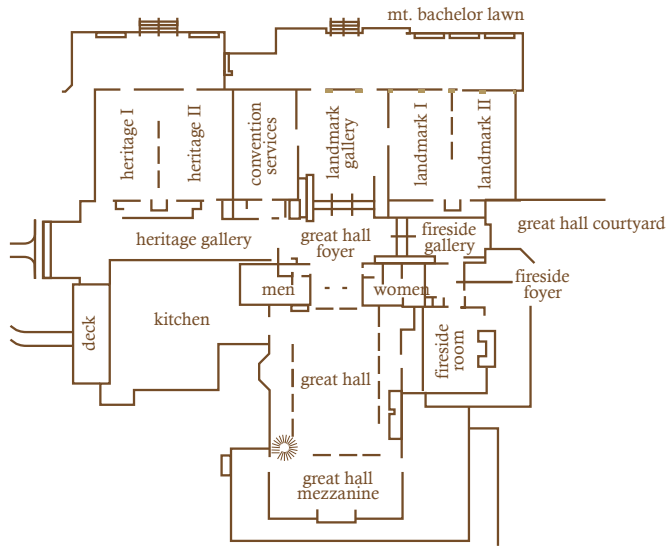 mt. bachelor lawn
heritage I
heritage II
convention
services
landmark
gallery
landmark I
landmark II
great hall courtyard
heritage gallery
great hall
foyer
fireside
gallery
fireside
foyer
men
women
deck
kitchen
fireside
room
great hall
great hall
mezzanine